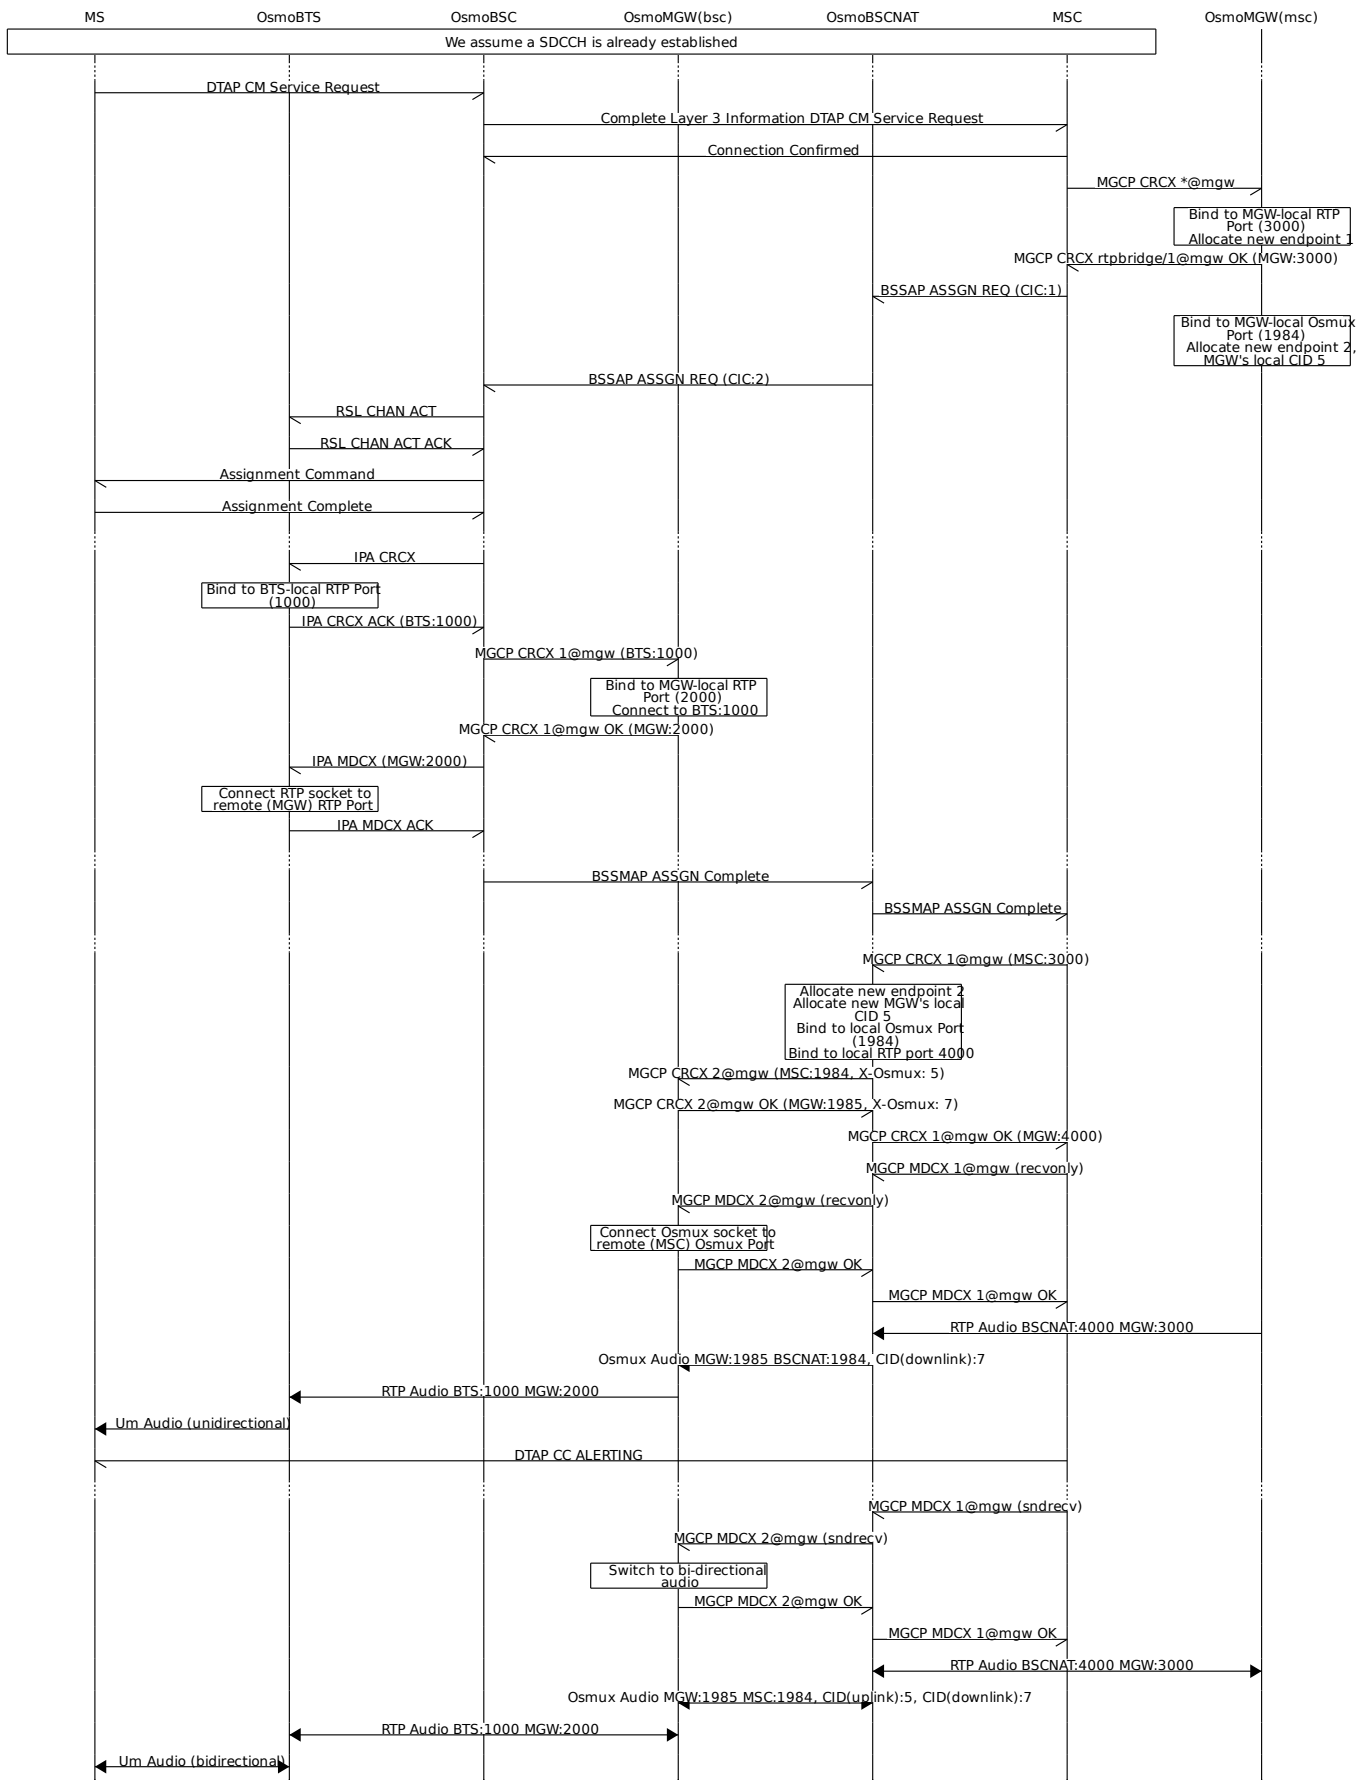 MS OsmoBTS OsmoBSC OsmoMGW(bsc) OsmoBSCNAT MSC OsmoMGW(msc)
We assume a SDCCH is already established
DTAP CM Service Request
Complete Layer 3 Information DTAP CM Service Request
Connection Confirmed
MGCP CRCX *@mgw
Bind to MGW-local RTP
Port (3000)
Allocate new endpoint 1
MGCP CRCX rtpbridge/1@mgw OK (MGW:3000)
BSSAP ASSGN REQ (CIC:1)
Bind to MGW-local Osmux
Port (1984)
Allocate new endpoint 2,
MGW's local CID 5
BSSAP ASSGN REQ (CIC:2)
RSL CHAN ACT
RSL CHAN ACT ACK
Assignment Command
Assignment Complete
IPA CRCX
Bind to BTS-local RTP Port
(1000)
IPA CRCX ACK (BTS:1000)
MGCP CRCX 1@mgw (BTS:1000)
Bind to MGW-local RTP
Port (2000)
Connect to BTS:1000
MGCP CRCX 1@mgw OK (MGW:2000)
IPA MDCX (MGW:2000)
Connect RTP socket to
remote (MGW) RTP Port
IPA MDCX ACK
BSSMAP ASSGN Complete
BSSMAP ASSGN Complete
MGCP CRCX 1@mgw (MSC:3000)
Allocate new endpoint 2
Allocate new MGW's local
CID 5
Bind to local Osmux Port
(1984)
Bind to local RTP port 4000
MGCP CRCX 2@mgw (MSC:1984, X-Osmux: 5)
MGCP CRCX 2@mgw OK (MGW:1985, X-Osmux: 7)
MGCP CRCX 1@mgw OK (MGW:4000)
MGCP MDCX 1@mgw (recvonly)
MGCP MDCX 2@mgw (recvonly)
Connect Osmux socket to
remote (MSC) Osmux Port
MGCP MDCX 2@mgw OK
MGCP MDCX 1@mgw OK
RTP Audio BSCNAT:4000 MGW:3000
Osmux Audio MGW:1985 BSCNAT:1984, CID(downlink):7
RTP Audio BTS:1000 MGW:2000
Um Audio (unidirectional)
DTAP CC ALERTING
MGCP MDCX 1@mgw (sndrecv)
MGCP MDCX 2@mgw (sndrecv)
Switch to bi-directional
audio
MGCP MDCX 2@mgw OK
MGCP MDCX 1@mgw OK
RTP Audio BSCNAT:4000 MGW:3000
Osmux Audio MGW:1985 MSC:1984, CID(uplink):5, CID(downlink):7
RTP Audio BTS:1000 MGW:2000
Um Audio (bidirectional)